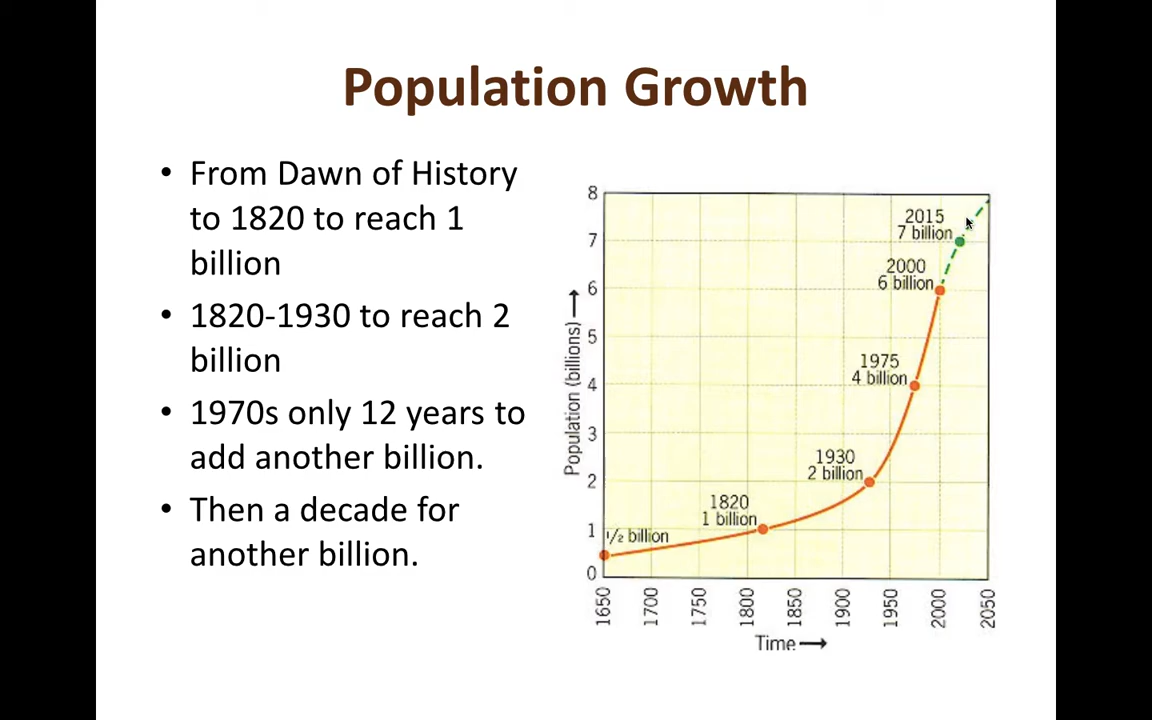 Population Growth
• From Dawn of History
to 1820 to reach 1
billion
• 1820-1930 to reach 2
billion
• 1970s only 12 years to
add another billion.
• Then a decade for
another billion.
8
7
6
5
4
3
2
1
0
Population (billions)
2015
7 billion
2000
6 billion
1975
4 billion
1930
2 billion
1820
1 billion
1/2 billion
1650
1700
1750
1800
1850
1900
1950
2000
2050
Time